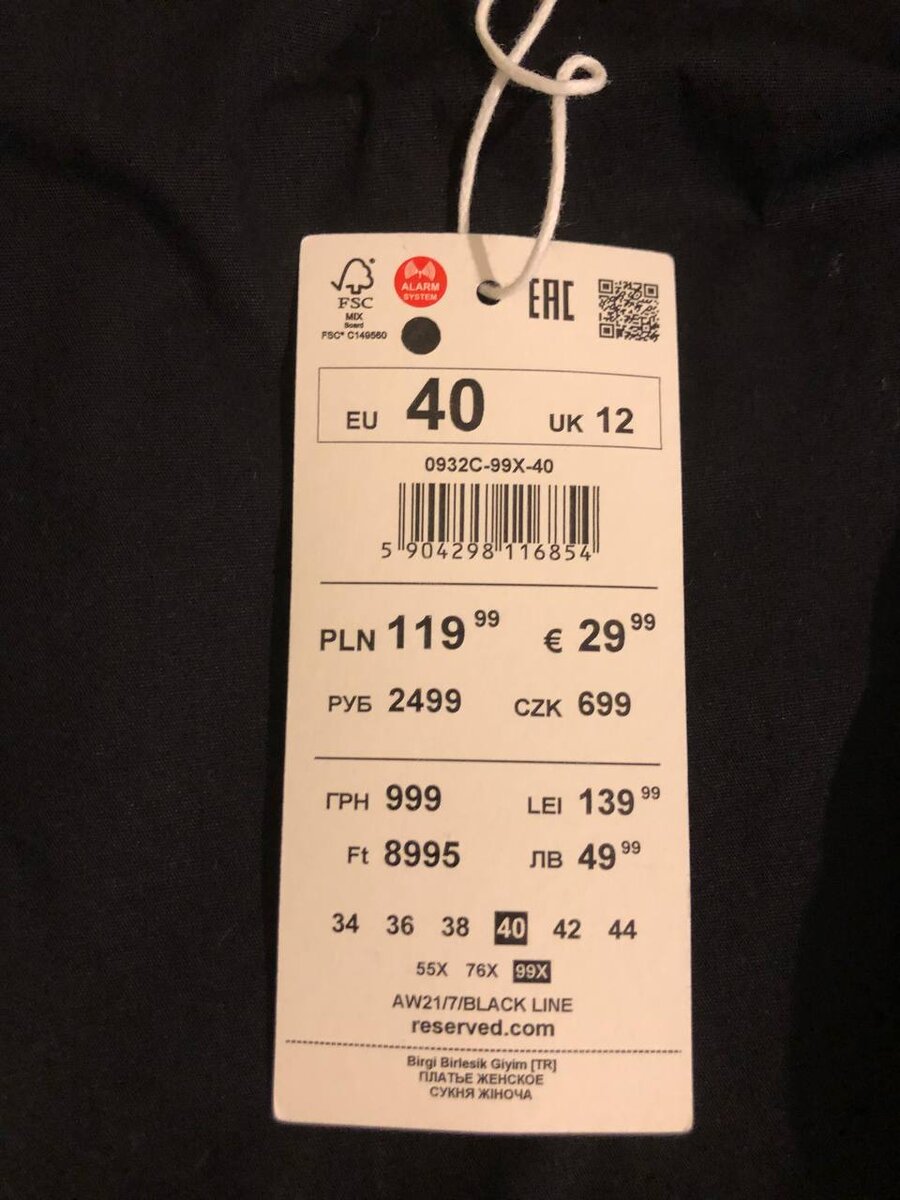 FSC
MIX
Board
FSC® C149560
ALARM
SYSTEM
EAC
EU 40 UK 12
0932C-99X-40
5 904298 116854
PLN 119 99 € 29 99
РУБ 2499 CZK 699
ГРН 999 LEI 139 99
Ft 8995 ЛВ 49 99
34 36 38 40 42 44
55X 76X 99X
AW21/7/BLACK LINE
reserved.com
Birgi Birlesik Giyim [TR]
ПЛАТЬЕ ЖЕНСКОЕ
СУКНЯ ЖІНОЧА